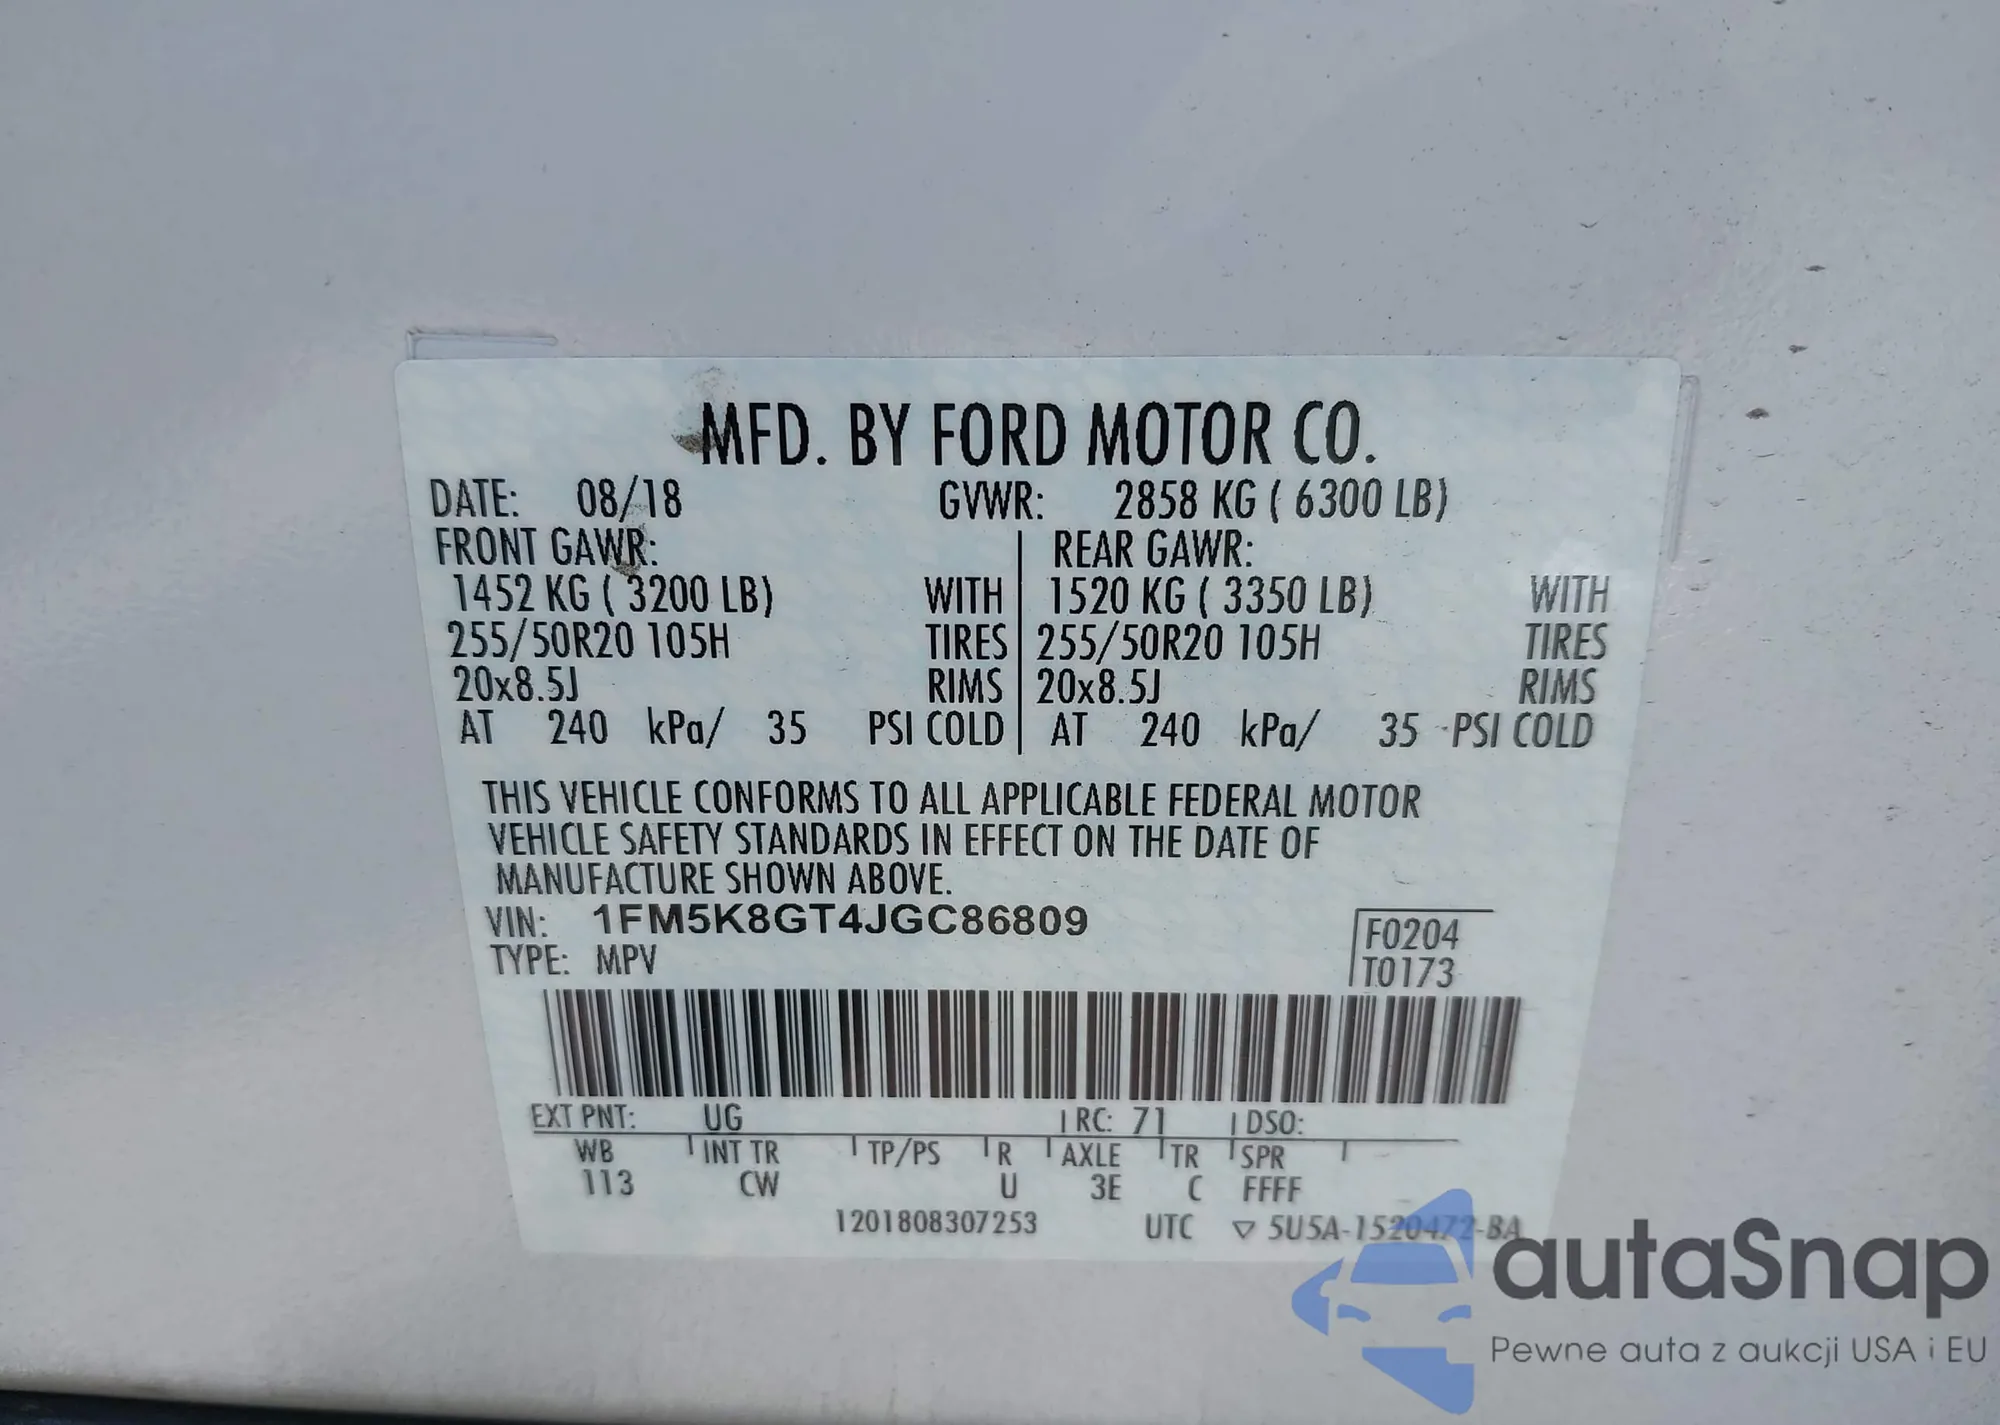 MFD. BY FORD MOTOR CO.
DATE: 08/18 GVWR: 2858 KG ( 6300 LB)
FRONT GAWR: REAR GAWR:
1452 KG ( 3200 LB) WITH 1520 KG ( 3350 LB) WITH
255/50R20 105H TIRES 255/50R20 105H TIRES
20x8.5J RIMS 20x8.5J RIMS
AT 240 kPa/ 35 PSI COLD AT 240 kPa/ 35 PSI COLD
THIS VEHICLE CONFORMS TO ALL APPLICABLE FEDERAL MOTOR
VEHICLE SAFETY STANDARDS IN EFFECT ON THE DATE OF
MANUFACTURE SHOWN ABOVE.
VIN: 1FM5K8GT4JGC86809
F0204
TYPE: MPV
T0173
EXT PNT: UG RC: 71 DSO:
WB INT TR TP/PS R AXLE TR SPR
113 CW U 3E C FFFF
1201808307253 UTC ▽ 5U5A-1520472-BA
autaSnap
Pewne auta z aukcji USA i EU